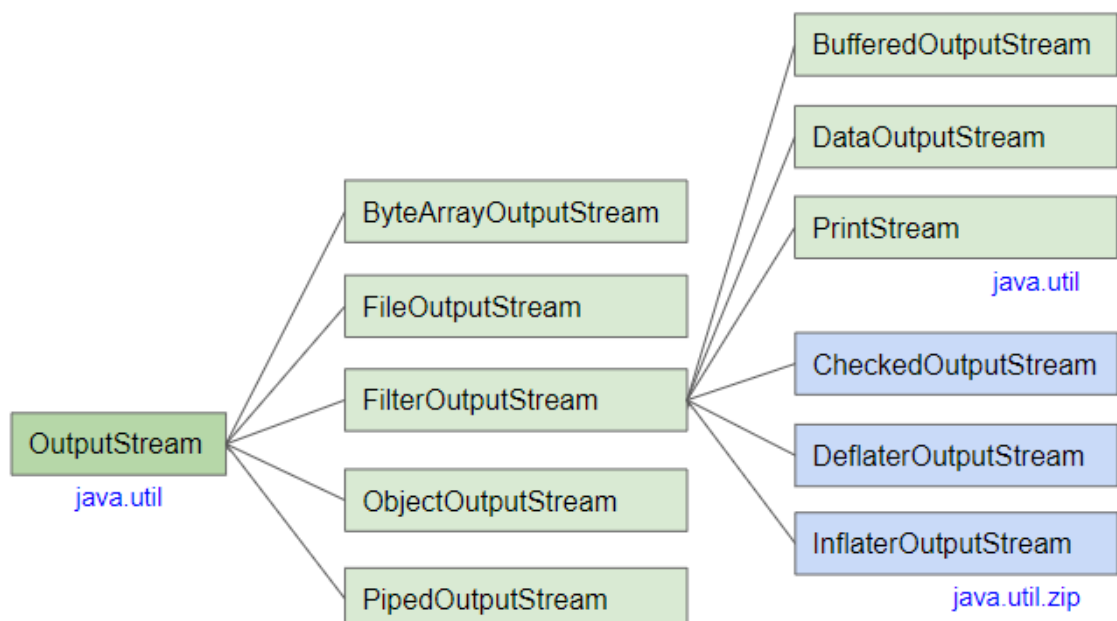 OutputStream
java.util
ByteArrayOutputStream
FileOutputStream
FilterOutputStream
ObjectOutputStream
PipedOutputStream
BufferedOutputStream
DataOutputStream
PrintStream
java.util
CheckedOutputStream
DeflaterOutputStream
InflaterOutputStream
java.util.zip